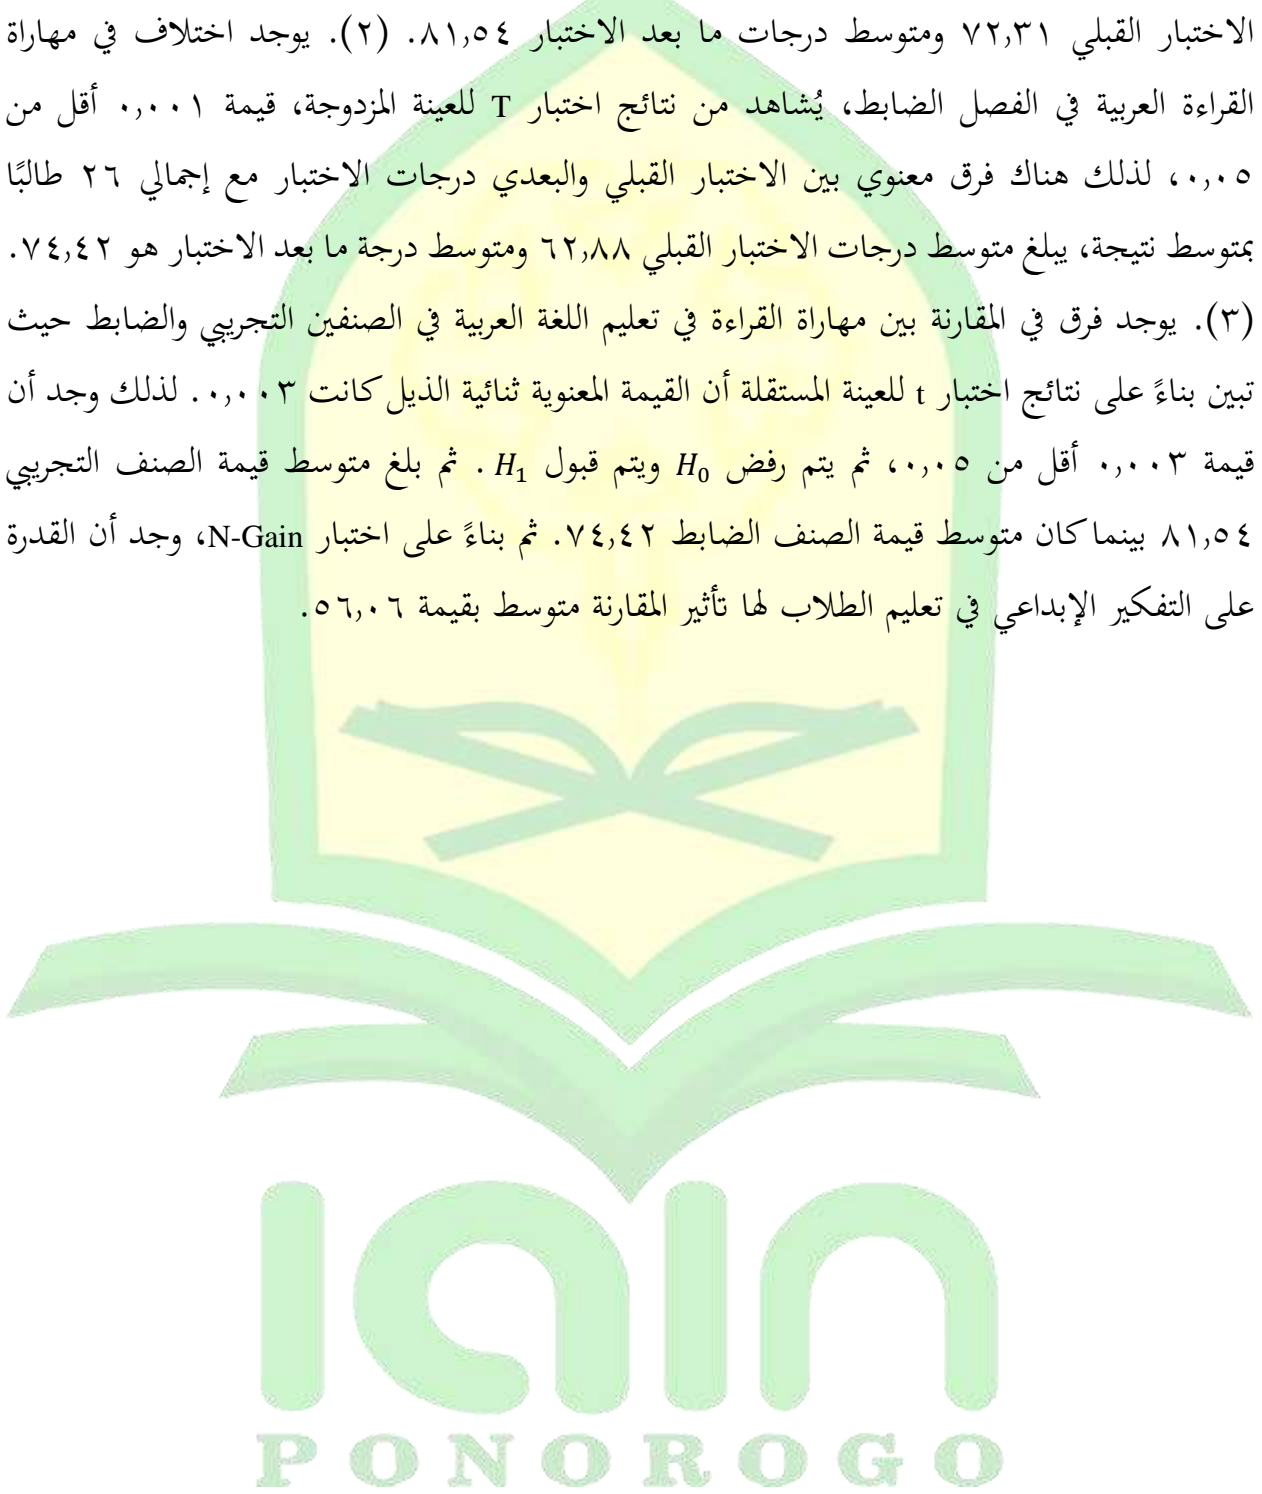 الاختبار القبلي ٧٢,٣١ ومتوسط درجات ما بعد الاختبار ٨١,٥٤. (٢). يوجد اختلاف في مهاراة
القراءة العربية في الفصل الضابط، يُشاهد من نتائج اختبار T للعينة المزدوجة، قيمة ٠,٠٠١ أقل من
٠,٠٥، لذلك هناك فرق معنوي بين الاختبار القبلي والبعدي درجات الاختبار مع إجمالي ٢٦ طالبًا
بمتوسط نتيجة، يبلغ متوسط درجات الاختبار القبلي ٦٢,٨٨ ومتوسط درجة ما بعد الاختبار هو ٧٤,٤٢.
(٣). يوجد فرق في المقارنة بين مهاراة القراءة في تعليم اللغة العربية في الصنفين التجريبي والضابط حيث
تبين بناءً على نتائج اختبار t للعينة المستقلة أن القيمة المعنوية ثنائية الذيل كانت ٠,٠٠٣. لذلك وجد أن
قيمة ٠,٠٠٣ أقل من ٠,٠٥، ثم يتم رفض H₀ ويتم قبول H₁. ثم بلغ متوسط قيمة الصنف التجريبي
٨١,٥٤ بينما كان متوسط قيمة الصنف الضابط ٧٤,٤٢. ثم بناءً على اختبار N-Gain، وجد أن القدرة
على التفكير الإبداعي في تعليم الطلاب لها تأثير المقارنة متوسط بقيمة ٥٦,٠٦.
iain
PONOROGO